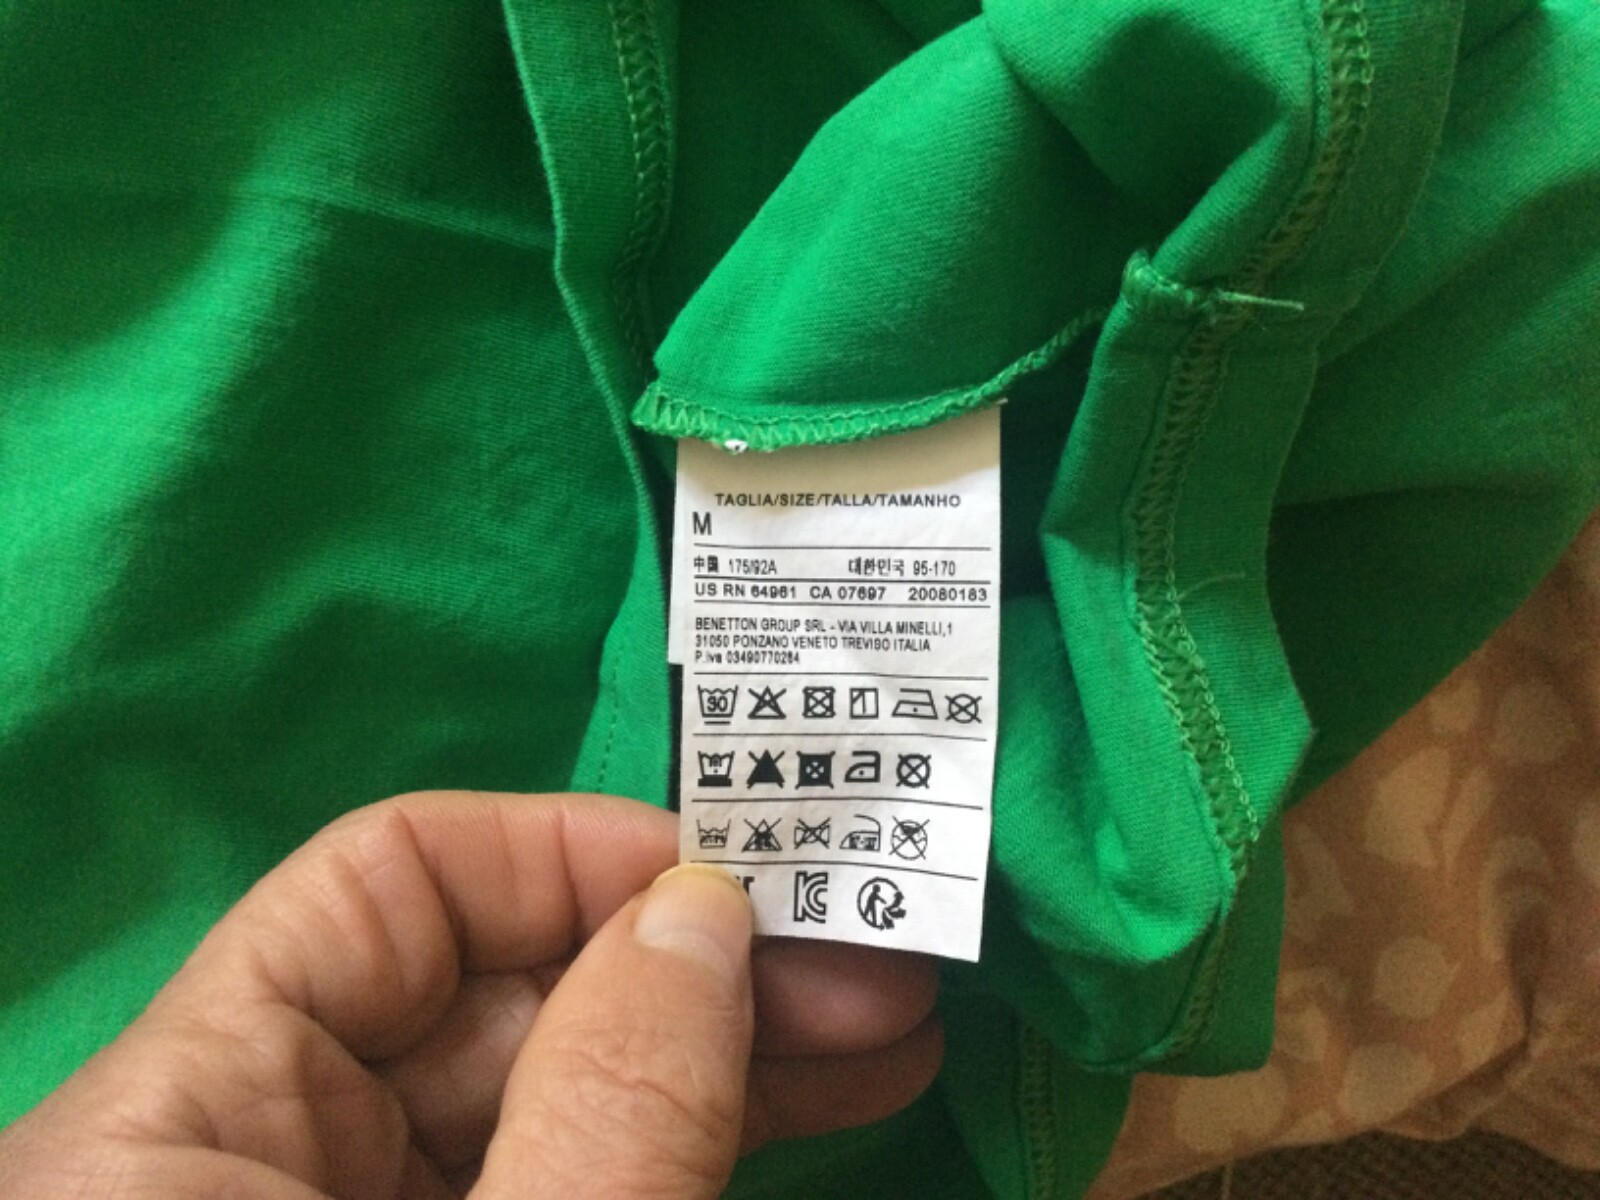 TAGLIA/SIZE/TALLA/TAMANHO
M
中国 175/92A 대한민국 95-170
US RN 64961 CA 07697 20080183
BENETTON GROUP SRL - VIA VILLA MINELLI,1
31050 PONZANO VENETO TREVISO ITALIA
P.iva 03490770264
30